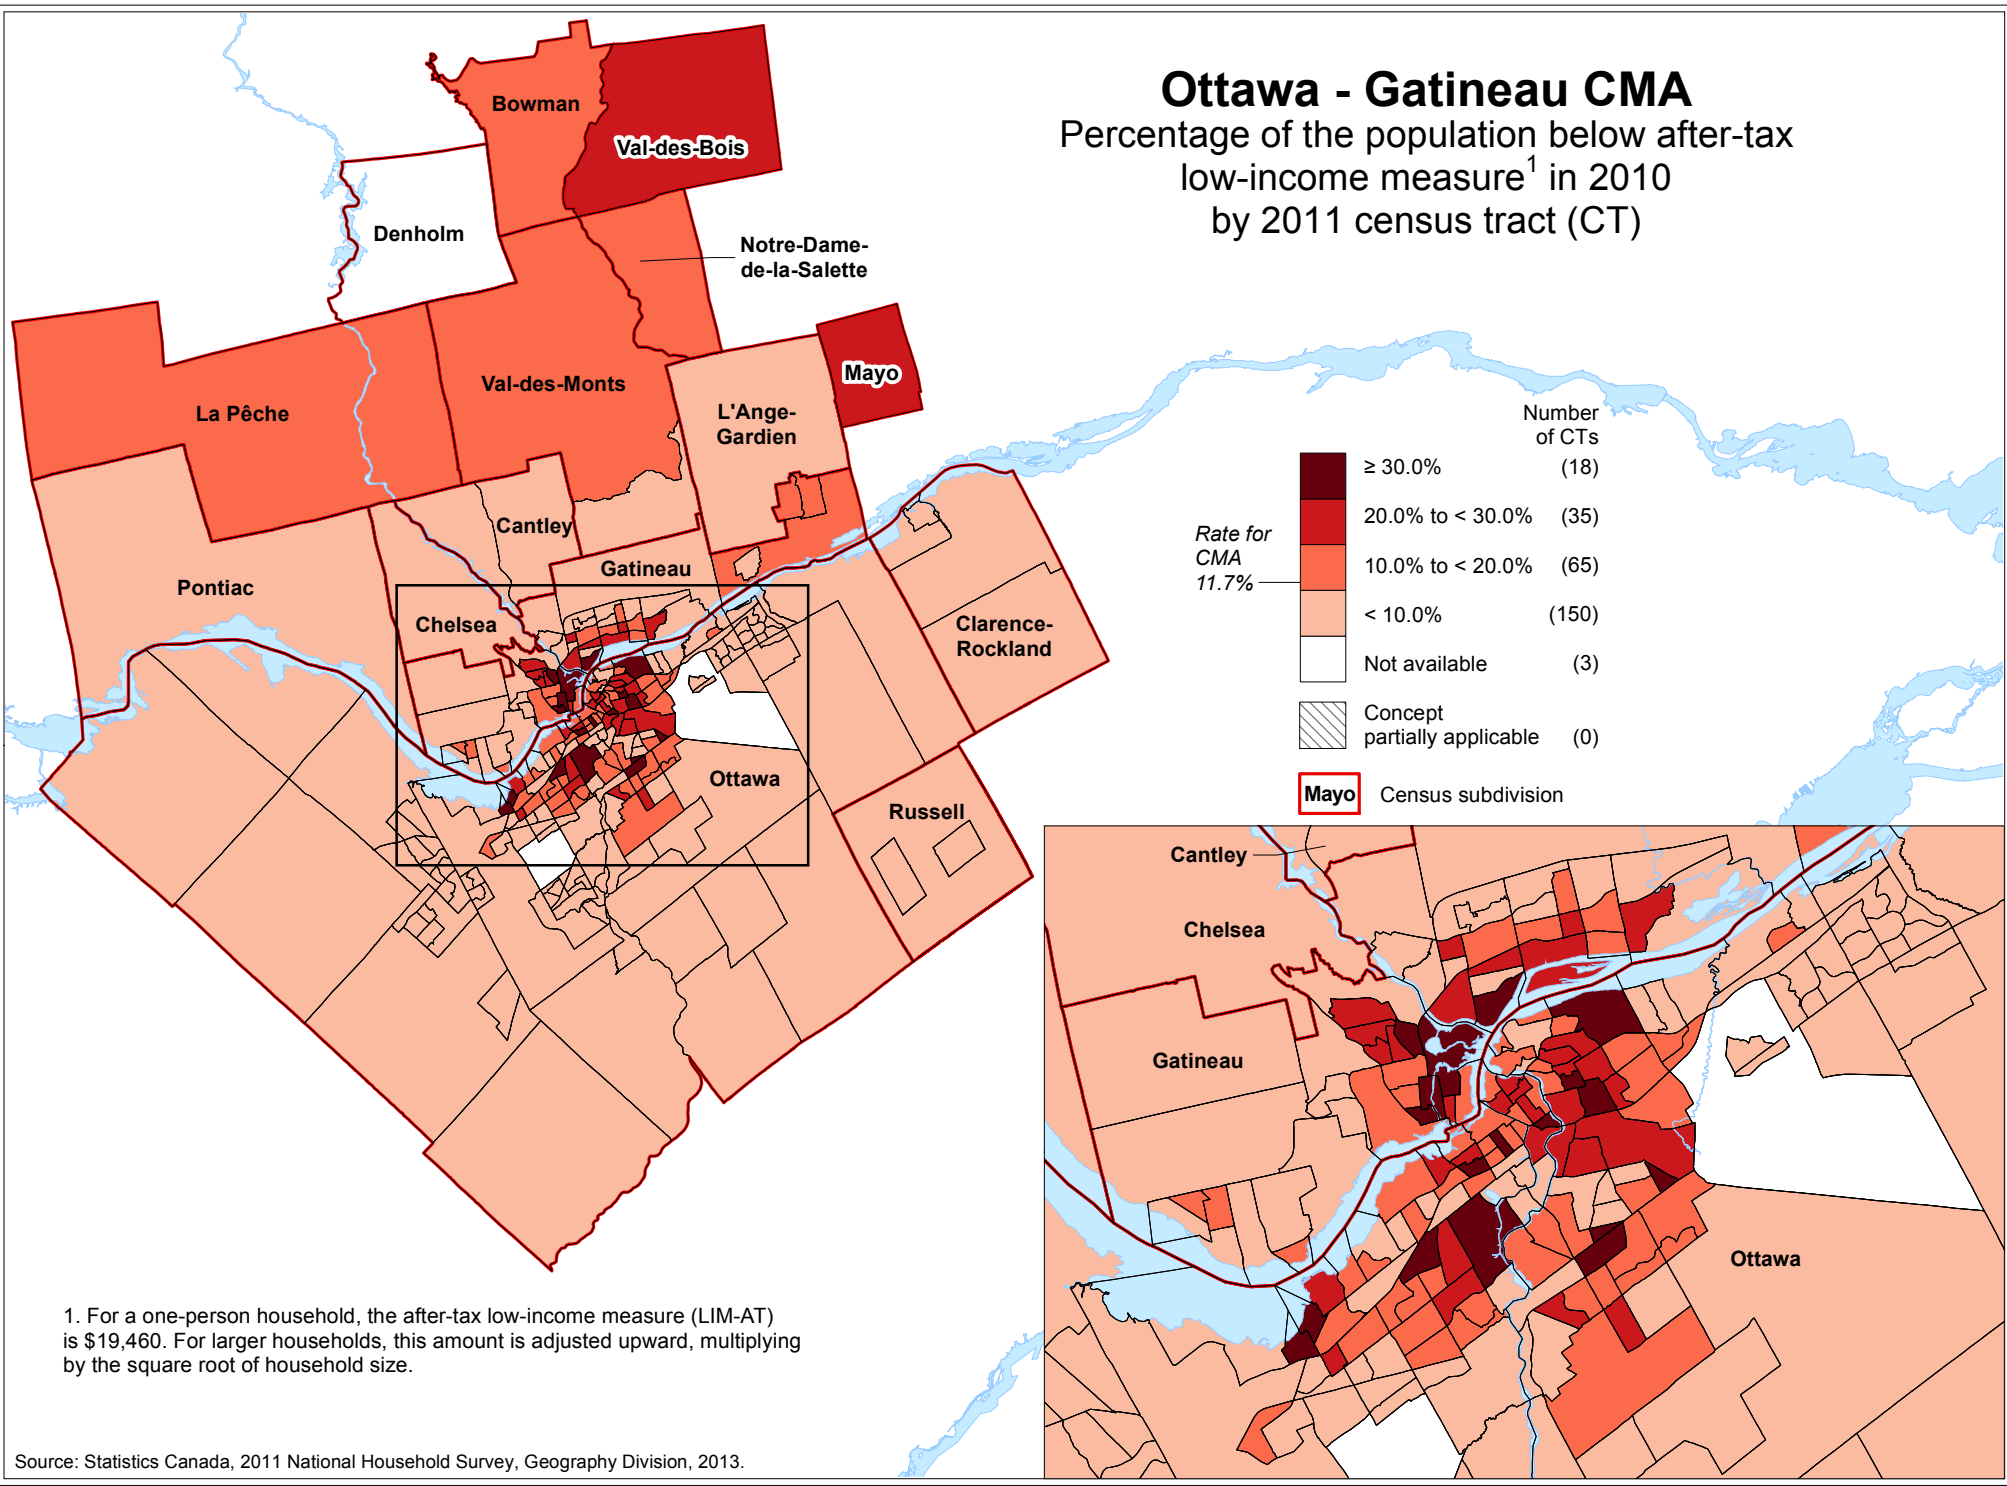 Ottawa - Gatineau CMA
Percentage of the population below after-tax
low-income measure1 in 2010
by 2011 census tract (CT)
Bowman
Val-des-Bois
Denholm
Notre-Dame-
de-la-Salette
Mayo
Val-des-Monts
La Pêche
L'Ange-
Gardien
Cantley
Gatineau
Pontiac
Chelsea
Clarence-
Rockland
Ottawa
Russell
Number
of CTs
≥ 30.0% (18)
20.0% to < 30.0% (35)
Rate for
CMA
11.7%
10.0% to < 20.0% (65)
< 10.0% (150)
Not available (3)
Concept
partially applicable (0)
Mayo Census subdivision
Cantley
Chelsea
Gatineau
Ottawa
1. For a one-person household, the after-tax low-income measure (LIM-AT)
is $19,460. For larger households, this amount is adjusted upward, multiplying
by the square root of household size.
Source: Statistics Canada, 2011 National Household Survey, Geography Division, 2013.